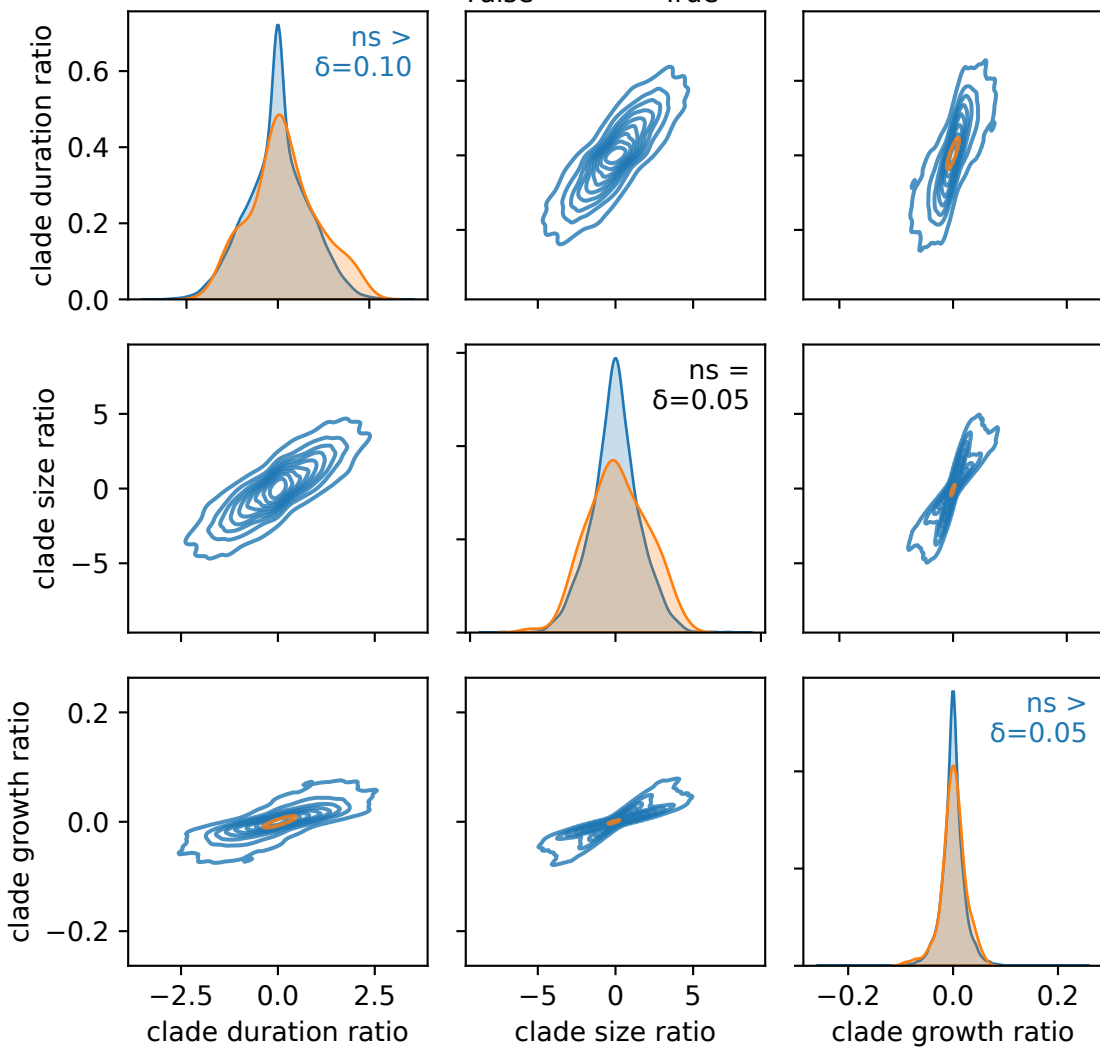 True
clade duration ratio
0.6
0.4
0.2
0.0
ns >
δ=0.10
clade size ratio
5
0
−5
ns =
δ=0.05
clade growth ratio
0.2
0.0
−0.2
ns >
δ=0.05
−2.5 0.0 2.5
−5 0 5
−0.2 0.0 0.2
clade duration ratio
clade size ratio
clade growth ratio